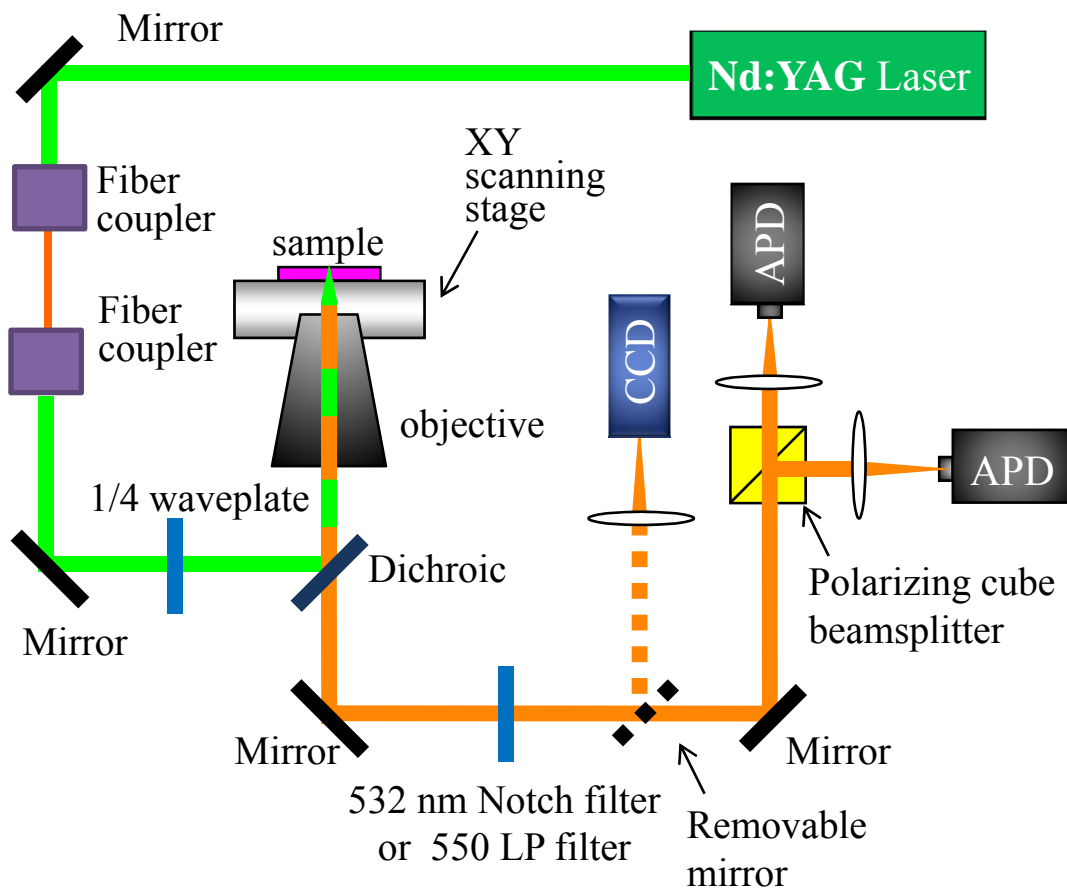 Mirror
Nd:YAG Laser
XY
scanning
stage
Fiber
coupler
sample
APD
Fiber
coupler
CCD
objective
APD
1/4 waveplate
Dichroic
Polarizing cube
beamsplitter
Mirror
Mirror
Mirror
532 nm Notch filter
or 550 LP filter
Removable
mirror